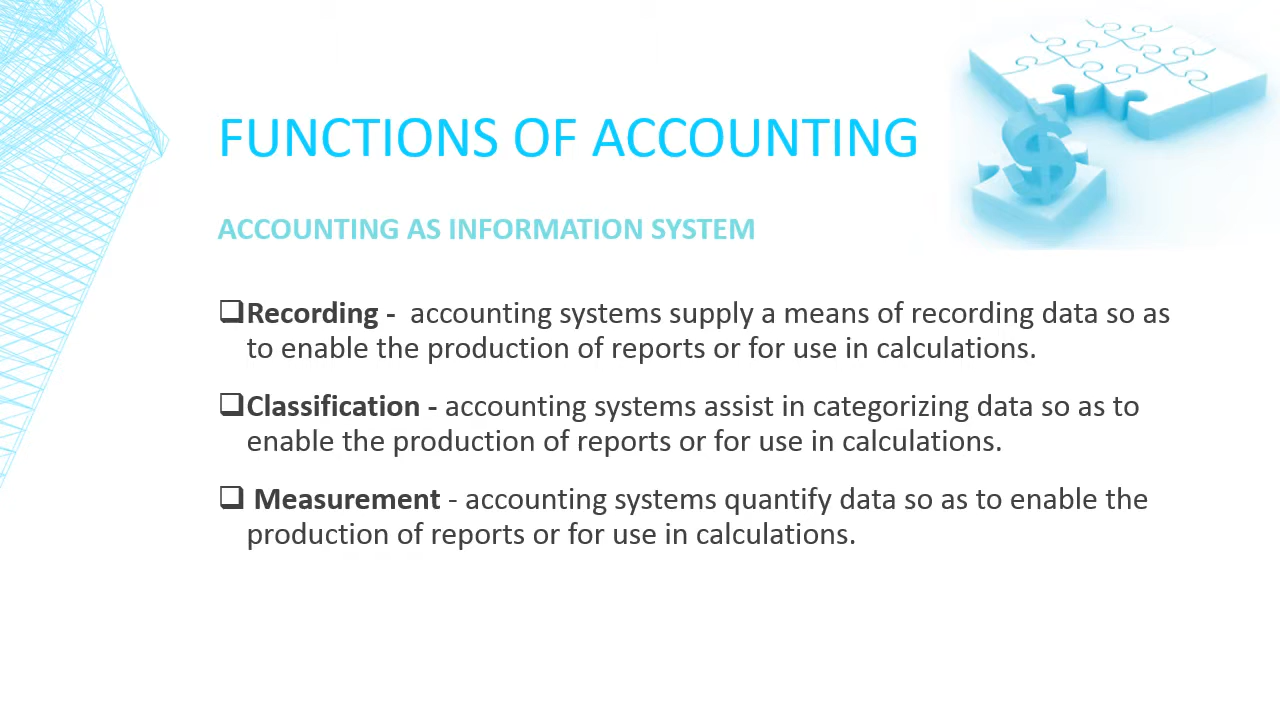 FUNCTIONS OF ACCOUNTING
ACCOUNTING AS INFORMATION SYSTEM
❑Recording -  accounting systems supply a means of recording data so as
to enable the production of reports or for use in calculations.
❑Classification - accounting systems assist in categorizing data so as to
enable the production of reports or for use in calculations.
❑ Measurement - accounting systems quantify data so as to enable the
production of reports or for use in calculations.